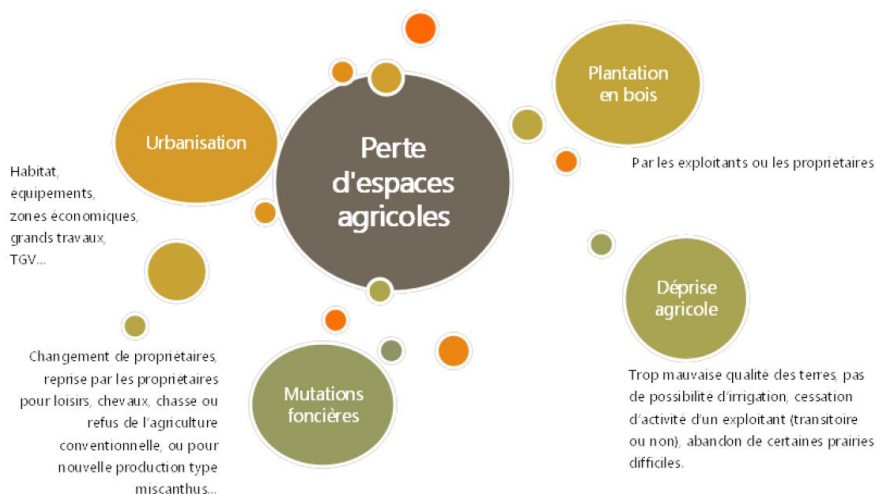 Perte
d'espaces
agricoles
Urbanisation
Habitat,
équipements,
zones économiques,
grands travaux,
TGV...
Plantation
en bois
Par les exploitants ou les propriétaires
Déprise
agricole
Trop mauvaise qualité des terres, pas
de possibilité d'irrigation, cessation
d'activité d'un exploitant (transitoire
ou non), abandon de certaines prairies
difficiles.
Mutations
foncières
Changement de propriétaires,
reprise par les propriétaires
pour loisirs, chevaux, chasse ou
refus de l'agriculture
conventionnelle, ou pour
nouvelle production type
miscanthus...